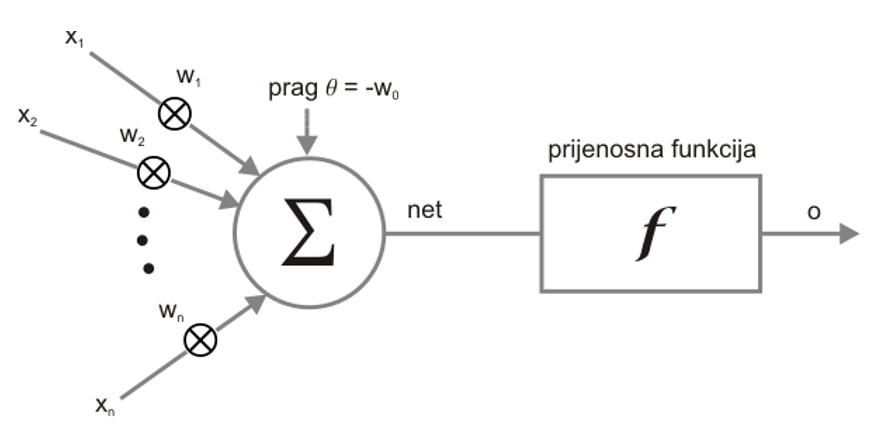 x₁
w₁
prag θ = -w₀
x₂
w₂
prijenosna funkcija
Σ
net
f
o
wₙ
xₙ